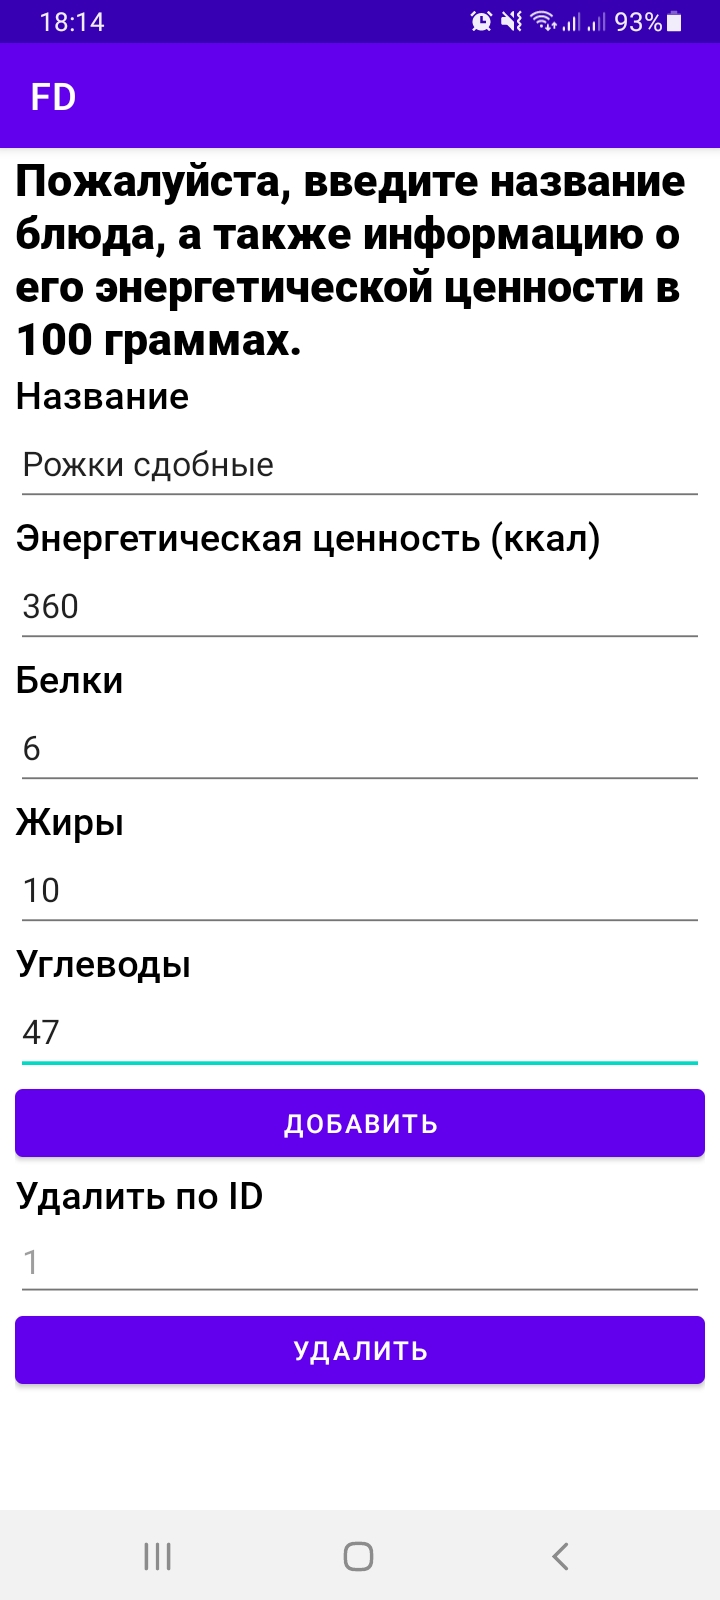 18:14
93%
FD
Пожалуйста, введите название
блюда, а также информацию о
его энергетической ценности в
100 граммах.
Название
Рожки сдобные
Энергетическая ценность (ккал)
360
Белки
6
Жиры
10
Углеводы
47
ДОБАВИТЬ
Удалить по ID
1
УДАЛИТЬ